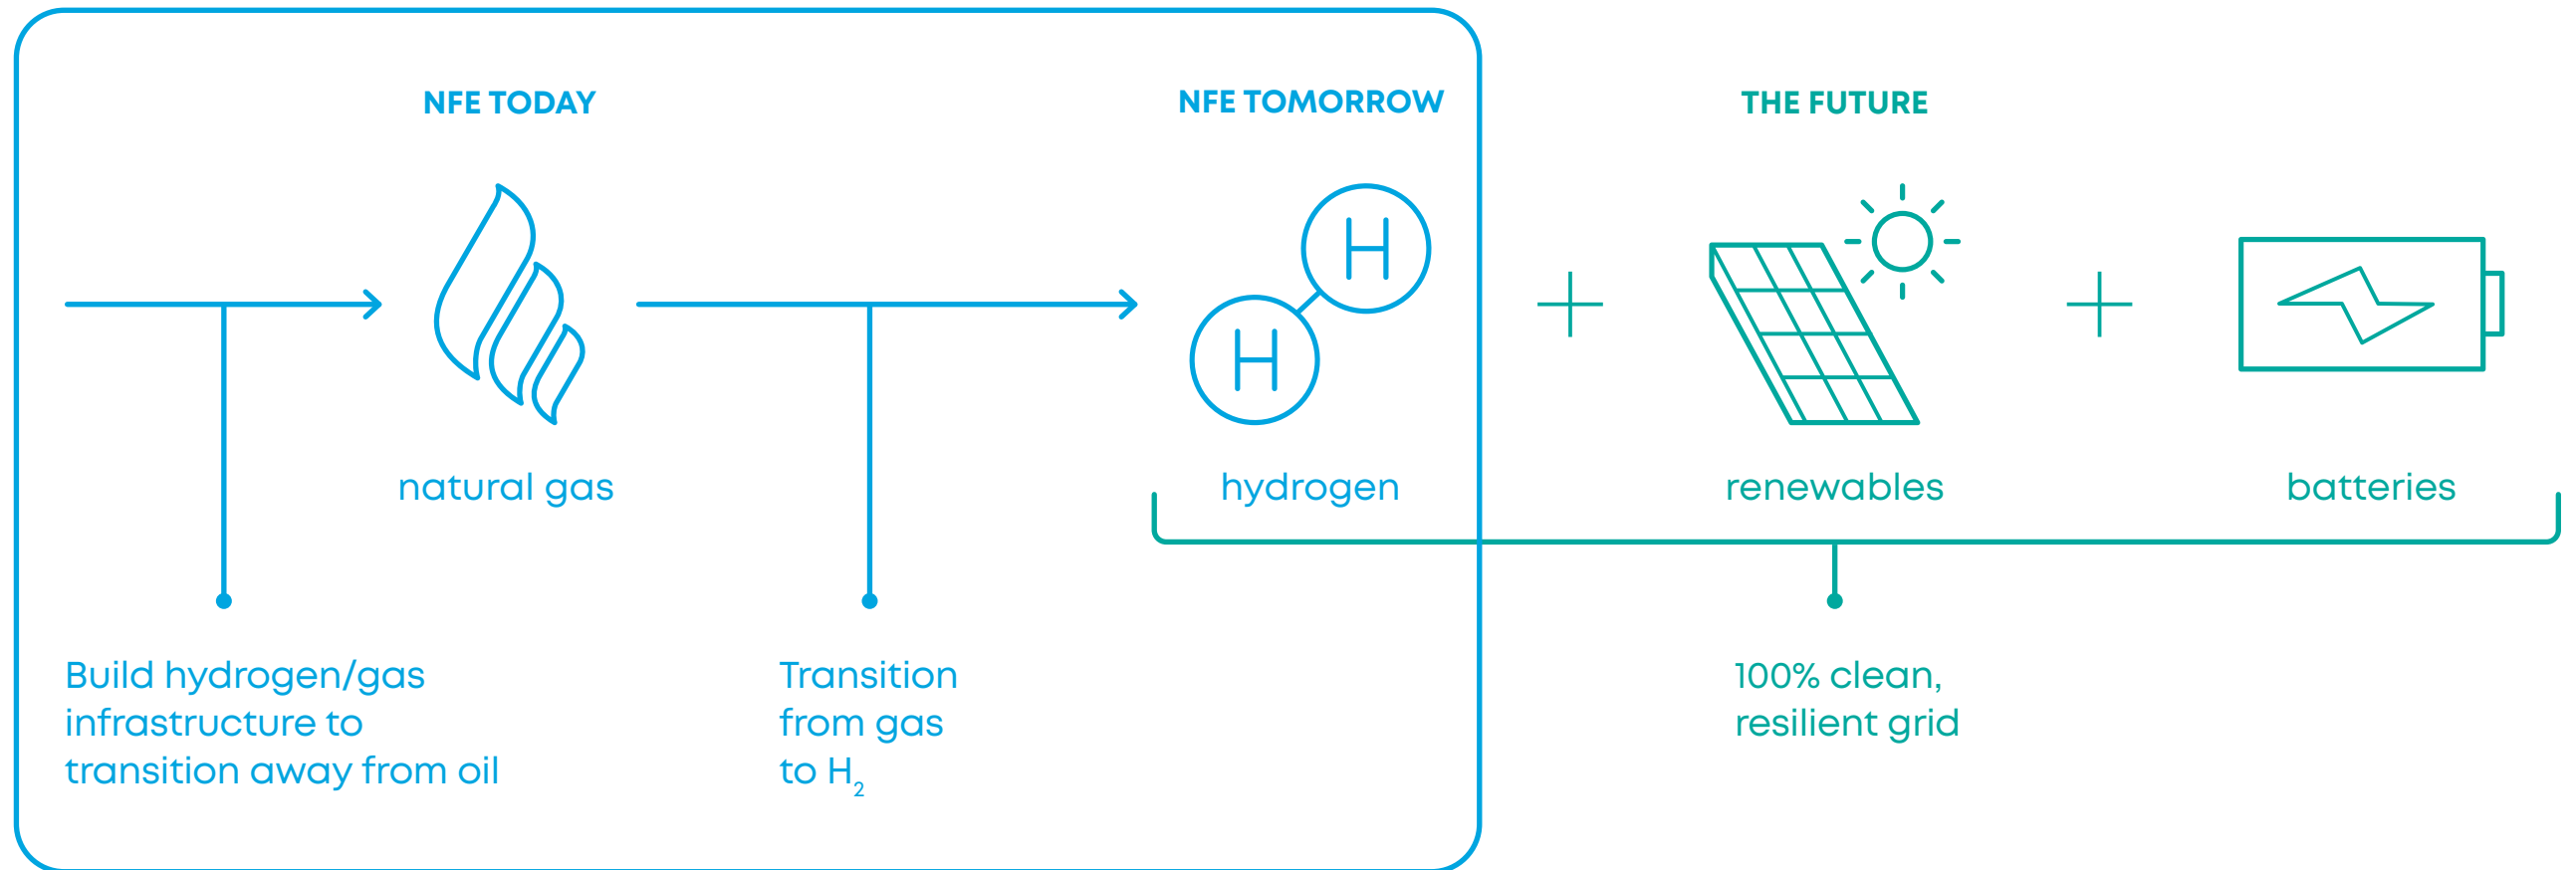 NFE TODAY
NFE TOMORROW
THE FUTURE
H
H
natural gas
hydrogen
renewables
batteries
Build hydrogen/gas
infrastructure to
transition away from oil
Transition
from gas
to H₂
100% clean,
resilient grid